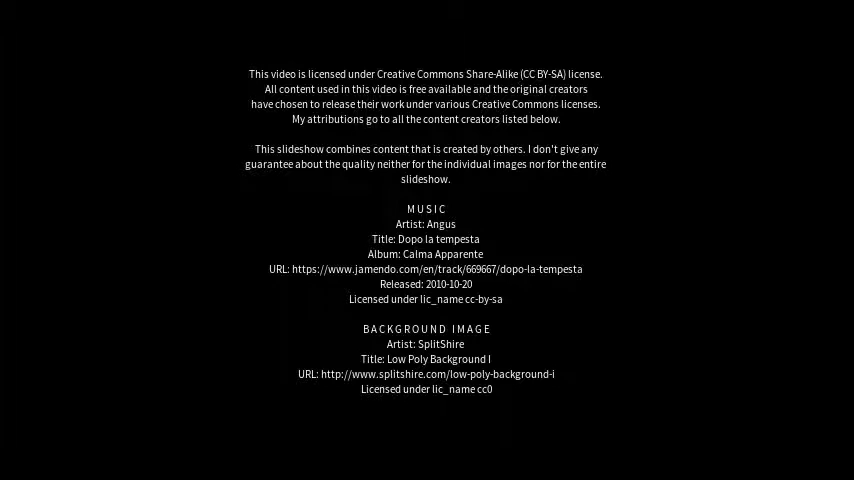 This video is licensed under Creative Commons Share-Alike (CC BY-SA) license.
All content used in this video is free available and the original creators
have chosen to release their work under various Creative Commons licenses.
My attributions go to all the content creators listed below.
This slideshow combines content that is created by others. I don't give any
guarantee about the quality neither for the individual images nor for the entire
slideshow.
MUSIC
Artist: Angus
Title: Dopo la tempesta
Album: Calma Apparente
URL: https://www.jamendo.com/en/track/669667/dopo-la-tempesta
Released: 2010-10-20
Licensed under lic_name cc-by-sa
BACKGROUND IMAGE
Artist: SplitShire
Title: Low Poly Background I
URL: http://www.splitshire.com/low-poly-background-i
Licensed under lic_name cc0